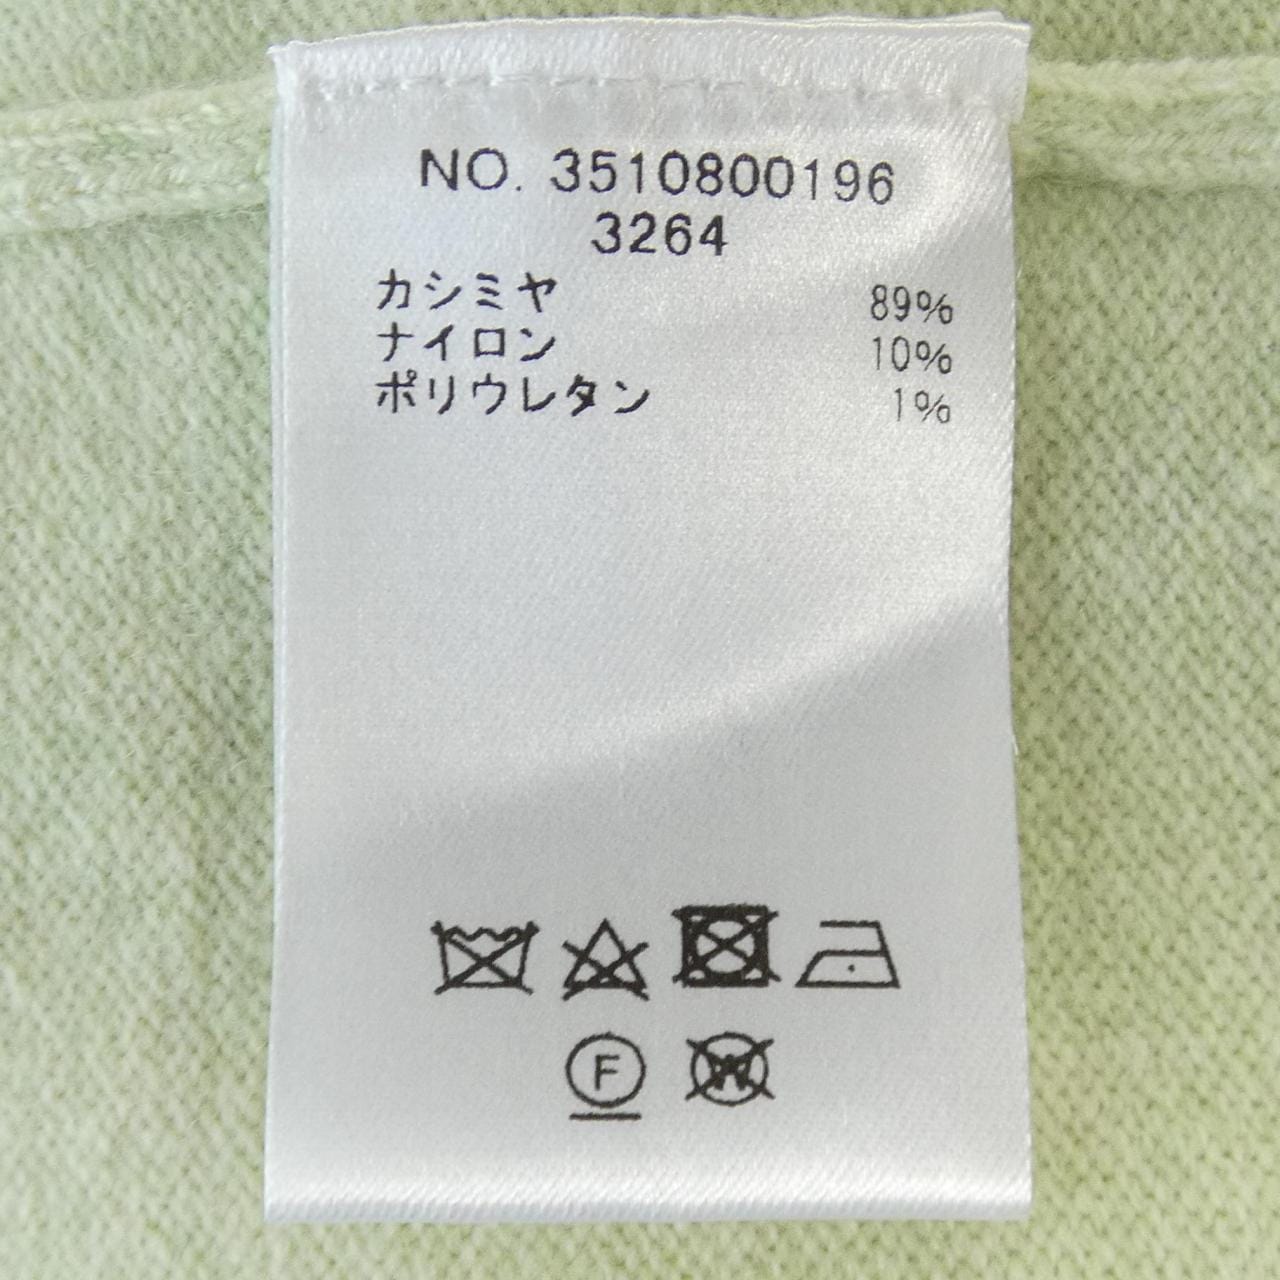 NO. 3510800196
3264
カシミヤ 89%
ナイロン 10%
ポリウレタン 1%
F W